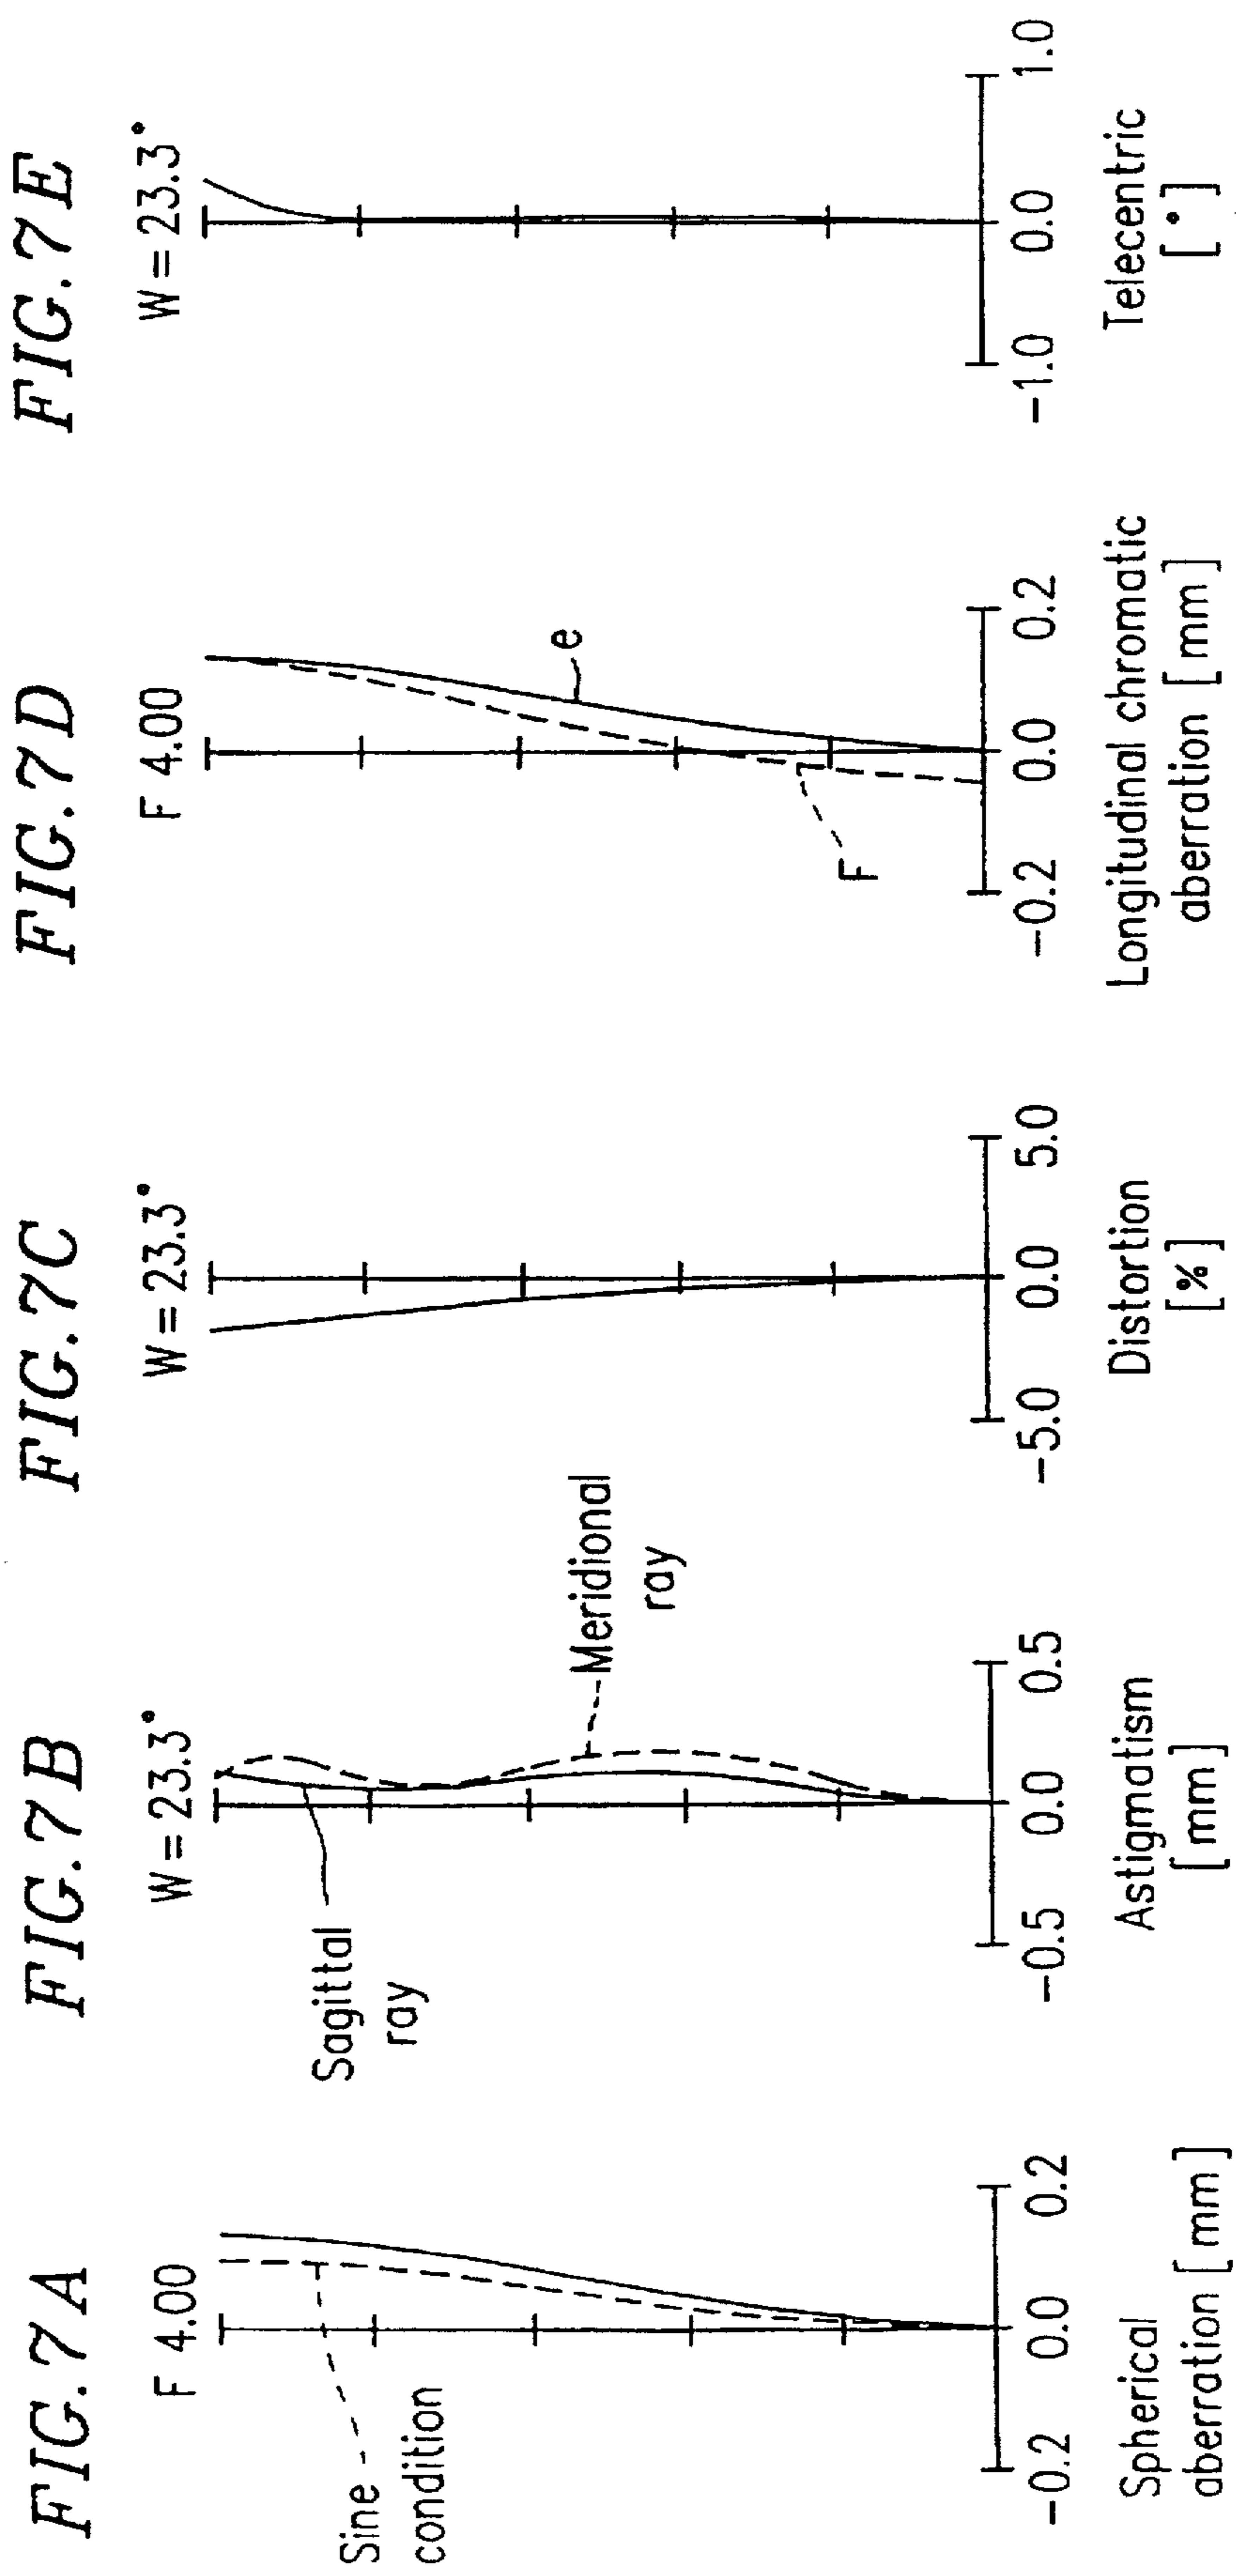 FIG.7A
F 4.00
Sine
condition
-0.2 0.0 0.2
Spherical
aberration [mm]
FIG.7B
W=23.3°
Sagittal
ray
Meridional
ray
-0.5 0.0 0.5
Astigmatism
[mm]
FIG.7C
W=23.3°
-5.0 0.0 5.0
Distortion
[%]
FIG.7D
F 4.00
e
F
-0.2 0.0 0.2
Longitudinal chromatic
aberration [mm]
FIG.7E
W=23.3°
-1.0 0.0 1.0
Telecentric
[°]